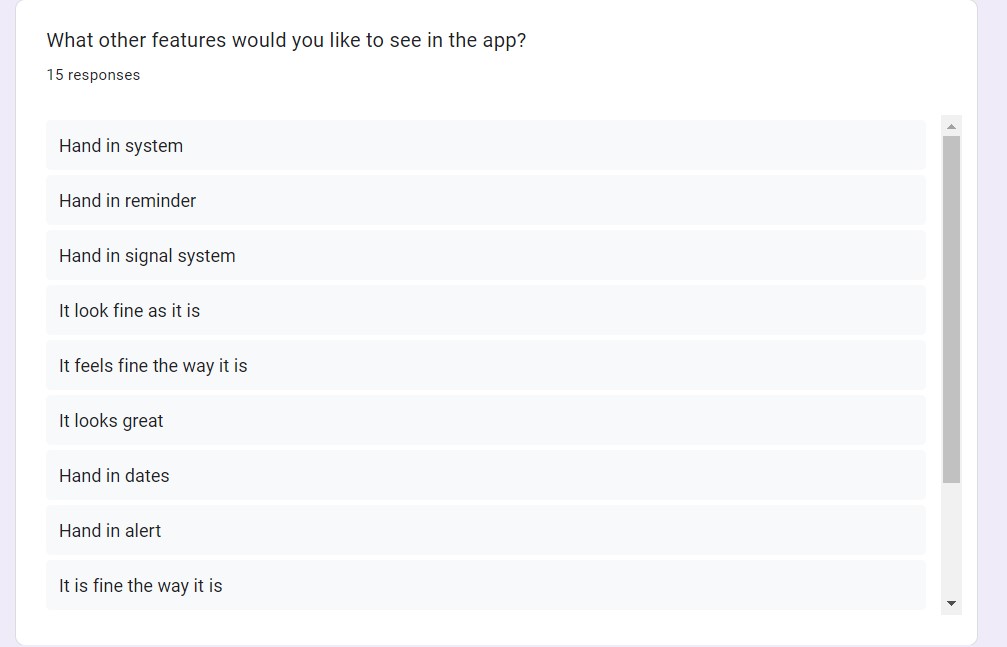 What other features would you like to see in the app?
15 responses
Hand in system
Hand in reminder
Hand in signal system
It look fine as it is
It feels fine the way it is
It looks great
Hand in dates
Hand in alert
It is fine the way it is